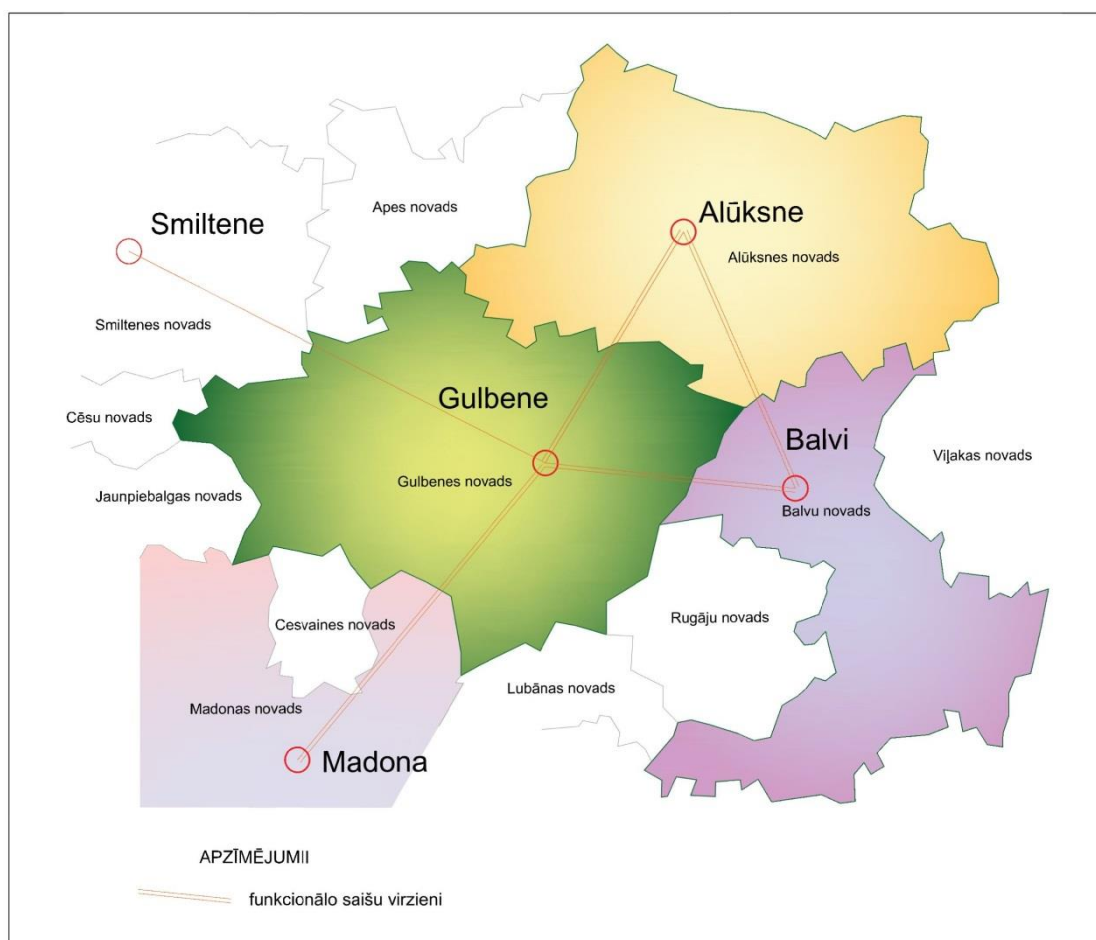 Apes novads
Smiltene
Alūksne
Alūksnes novads
Smiltenes novads
Gulbene
Cēsu novads
Balvi
Viļakas novads
Gulbenes novads
Jaunpiebalgas novads
Balvu novads
Cesvaines novads
Rugāju novads
Lubānas novads
Madonas novads
Madona
APZĪMĒJUMII
funkcionālo saišu virzieni